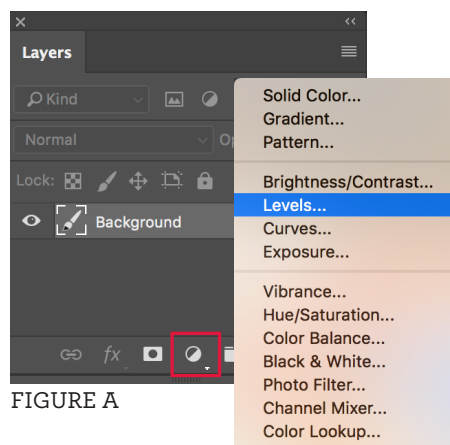 Layers
Kind
Normal
Lock:
Background
fx
Solid Color...
Gradient...
Pattern...
Brightness/Contrast...
Levels...
Curves...
Exposure...
Vibrance...
Hue/Saturation...
Color Balance...
Black & White...
Photo Filter...
Channel Mixer...
Color Lookup...
FIGURE A